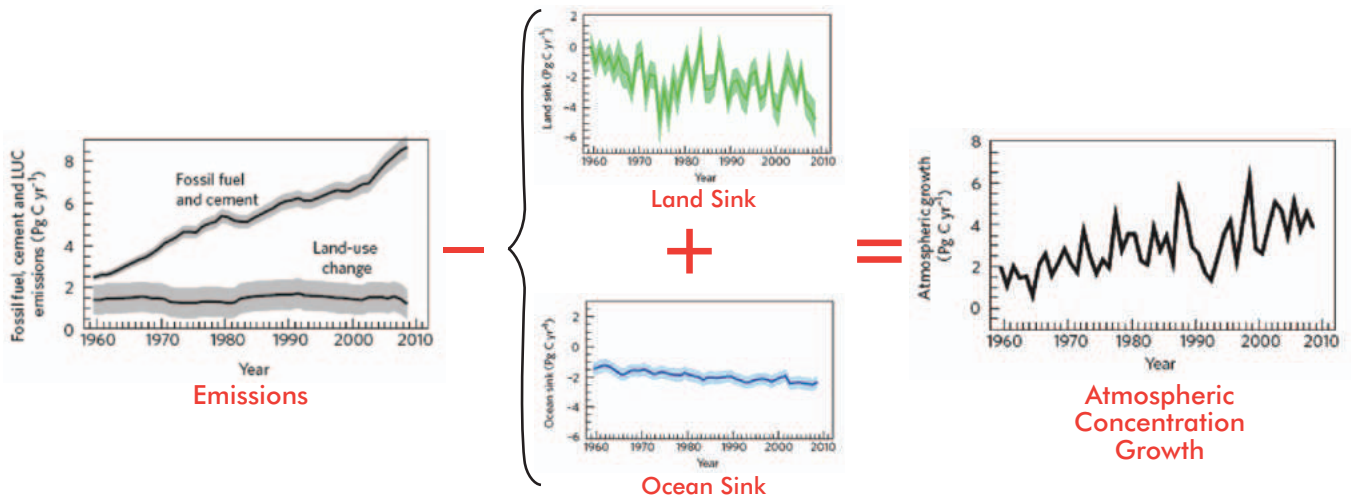 Fossil fuel, cement and LUC
emissions (Pg C yr⁻¹)
8
6
4
2
0
Fossil fuel
and cement
Land-use
change
1960 1970 1980 1990 2000 2010
Year
Emissions
−
{
Land sink (Pg C yr⁻¹)
2
0
-2
-4
-6
1960 1970 1980 1990 2000 2010
Year
Land Sink
+
Ocean sink (Pg C yr⁻¹)
2
0
-2
-4
-6
1960 1970 1980 1990 2000 2010
Year
Ocean Sink
=
Atmospheric growth
(Pg C yr⁻¹)
8
6
4
2
0
1960 1970 1980 1990 2000 2010
Year
Atmospheric
Concentration
Growth